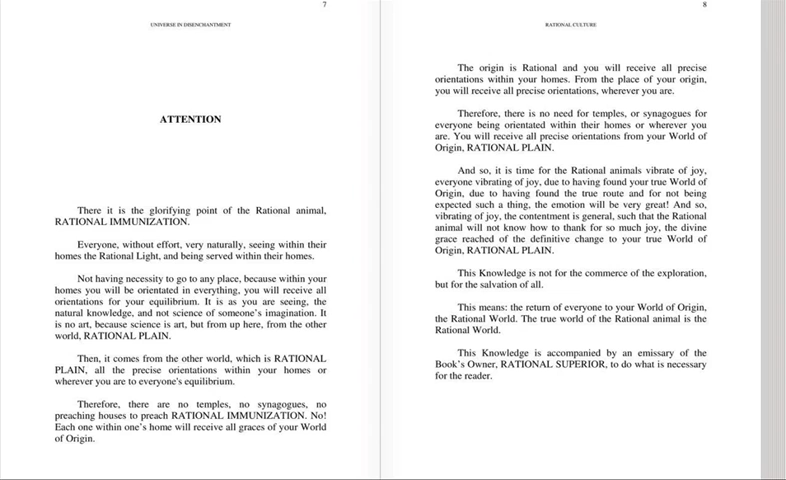 7
UNIVERSE IN DISENCHANTMENT
ATTENTION
There it is the glorifying point of the Rational animal,
RATIONAL IMMUNIZATION.
Everyone, without effort, very naturally, seeing within their
homes the Rational Light, and being served within their homes.
Not having necessity to go to any place, because within your
homes you will be orientated in everything, you will receive all
orientations for your equilibrium. It is as you are seeing, the
natural knowledge, and not science of someone's imagination. It
is no art, because science is art, but from up here, from the other
world, RATIONAL PLAIN.
Then, it comes from the other world, which is RATIONAL
PLAIN, all the precise orientations within your homes or
wherever you are to everyone's equilibrium.
Therefore, there are no temples, no synagogues, no
preaching houses to preach RATIONAL IMMUNIZATION. No!
Each one within one's home will receive all graces of your World
of Origin.
8
RATIONAL CULTURE
The origin is Rational and you will receive all precise
orientations within your homes. From the place of your origin,
you will receive all precise orientations, wherever you are.
Therefore, there is no need for temples, or synagogues for
everyone being orientated within their homes or wherever you
are. You will receive all precise orientations from your World of
Origin, RATIONAL PLAIN.
And so, it is time for the Rational animals vibrate of joy,
everyone vibrating of joy, due to having found your true World of
Origin, due to having found the true route and for not being
expected such a thing, the emotion will be very great! And so,
vibrating of joy, the contentment is general, such that the Rational
animal will not know how to thank for so much joy, the divine
grace reached of the definitive change to your true World of
Origin, RATIONAL PLAIN.
This Knowledge is not for the commerce of the exploration,
but for the salvation of all.
This means: the return of everyone to your World of Origin,
the Rational World. The true world of the Rational animal is the
Rational World.
This Knowledge is accompanied by an emissary of the
Book's Owner, RATIONAL SUPERIOR, to do what is necessary
for the reader.